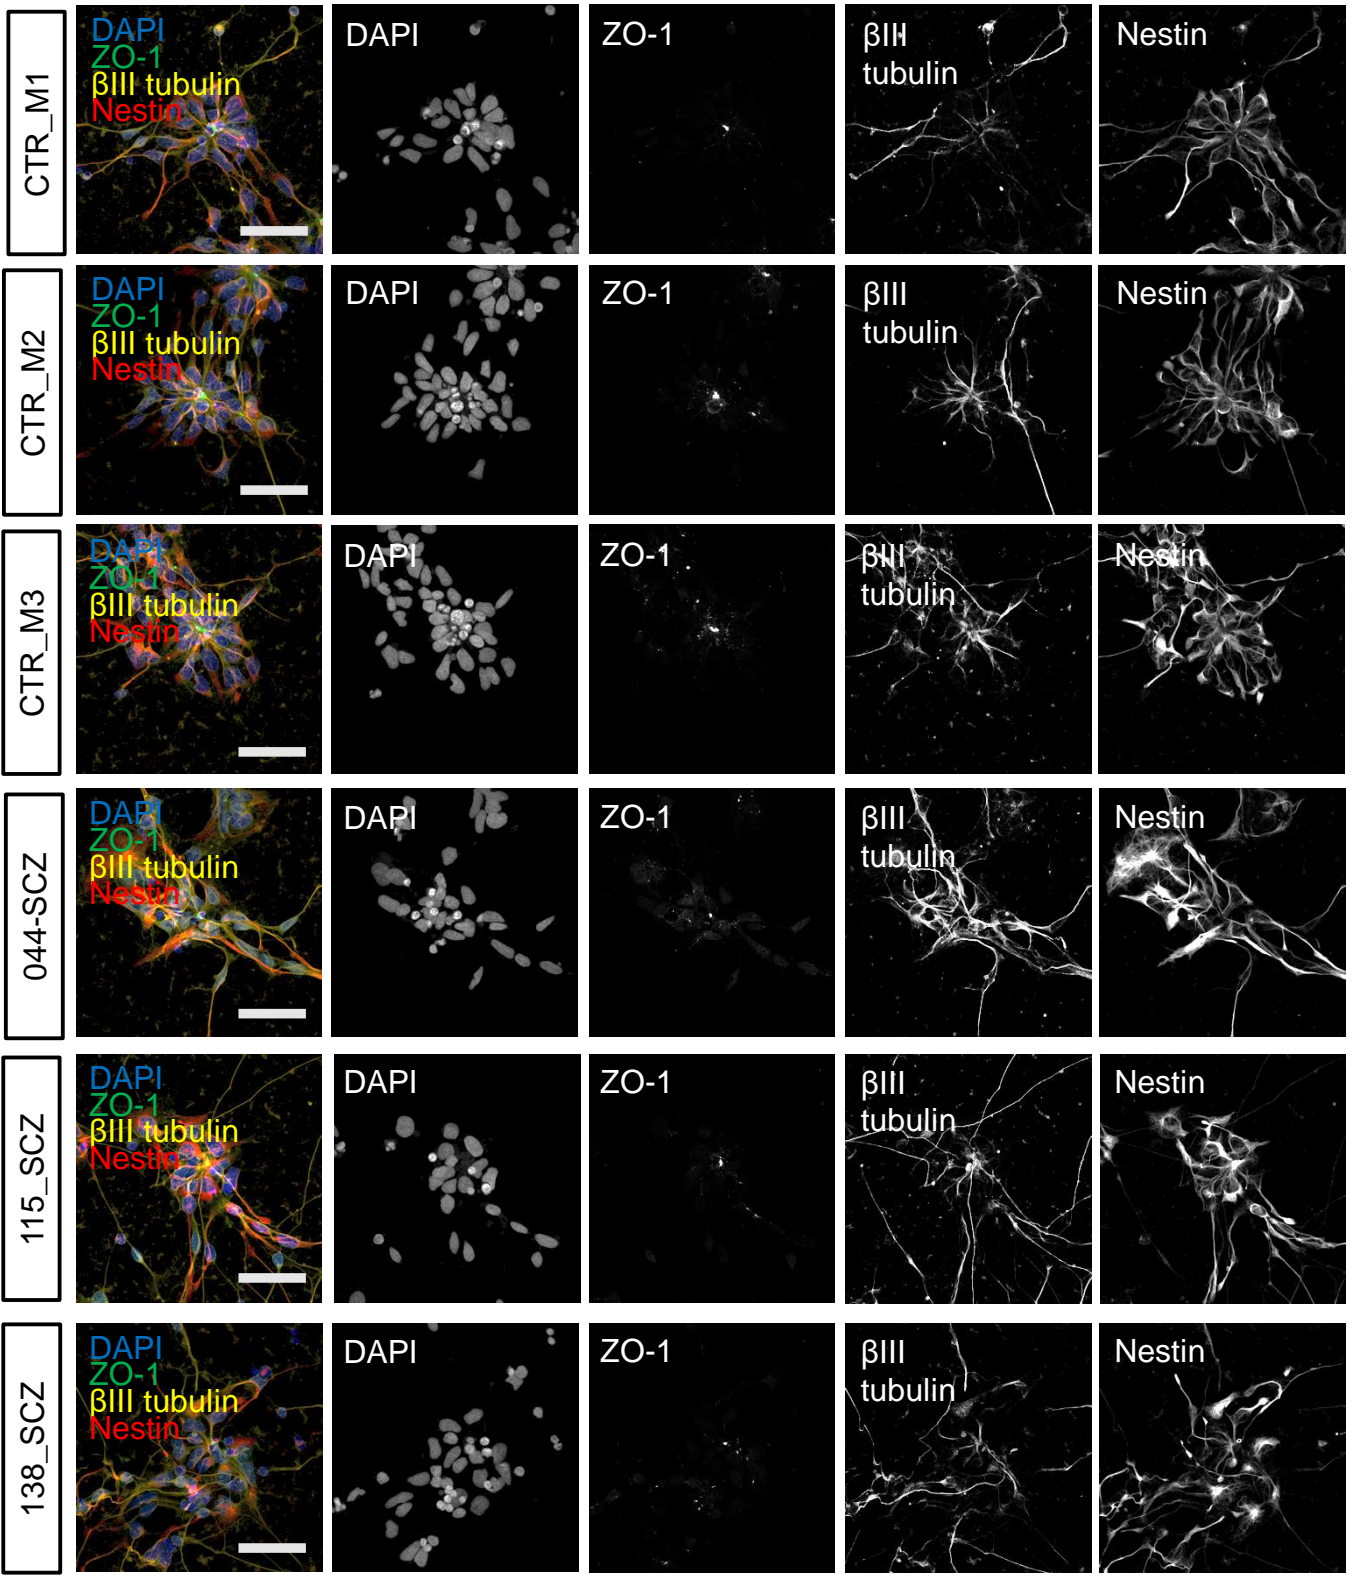 CTR_M1
DAPI
ZO-1
βIII tubulin
Nestin
DAPI
ZO-1
βIII
tubulin
Nestin
CTR_M2
DAPI
ZO-1
βIII tubulin
Nestin
DAPI
ZO-1
βIII
tubulin
Nestin
CTR_M3
DAPI
ZO-1
βIII tubulin
Nestin
DAPI
ZO-1
βIII
tubulin
Nestin
044-SCZ
DAPI
ZO-1
βIII tubulin
Nestin
DAPI
ZO-1
βIII
tubulin
Nestin
115_SCZ
DAPI
ZO-1
βIII tubulin
Nestin
DAPI
ZO-1
βIII
tubulin
Nestin
138_SCZ
DAPI
ZO-1
βIII tubulin
Nestin
DAPI
ZO-1
βIII
tubulin
Nestin